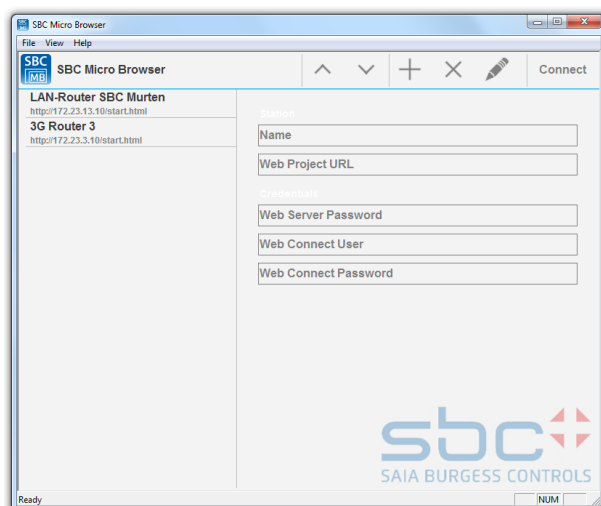 SBC Micro Browser
File View Help
SBC
MB
SBC Micro Browser
Connect
LAN-Router SBC Murten
http://172.23.13.10/start.html
3G Router 3
http://172.23.3.10/start.html
Station
Name
Web Project URL
Credentials
Web Server Password
Web Connect User
Web Connect Password
sbc
SAIA BURGESS CONTROLS
Ready
NUM